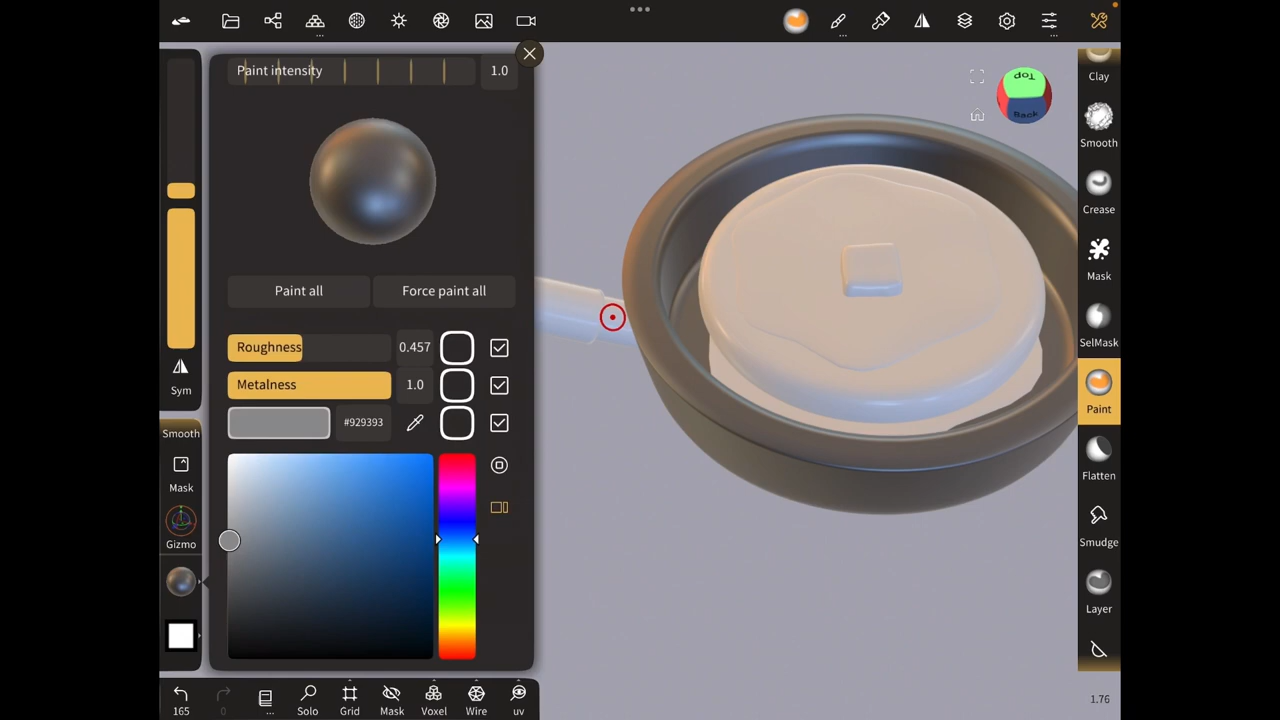 Paint intensity 1.0
Paint all
Force paint all
Roughness 0.457
Metalness 1.0
#929393
Sym
Smooth
Mask
Gizmo
165
0
...
Solo
Grid
Mask
Voxel
Wire
uv
Top
Back
Clay
Smooth
Crease
Mask
SelMask
Paint
Flatten
Smudge
Layer
1.76